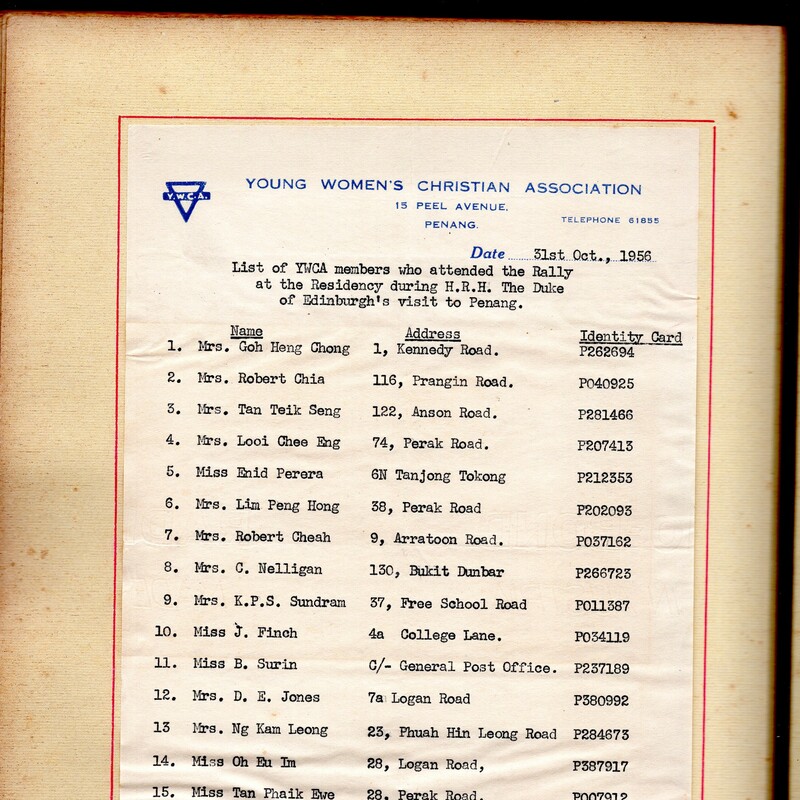 Y.W.C.A.
YOUNG WOMEN'S CHRISTIAN ASSOCIATION
15 PEEL AVENUE,
PENANG.
TELEPHONE 61855
Date 31st Oct., 1956
List of YWCA members who attended the Rally
at the Residency during H.R.H. The Duke
of Edinburgh's visit to Penang.
Name Address Identity Card
1. Mrs. Goh Heng Chong 1, Kennedy Road. P262694
2. Mrs. Robert Chia 116, Prangin Road. P040925
3. Mrs. Tan Teik Seng 122, Anson Road. P281466
4. Mrs. Looi Chee Eng 74, Perak Road. P207413
5. Miss Enid Perera 6N Tanjong Tokong P212353
6. Mrs. Lim Peng Hong 38, Perak Road P202093
7. Mrs. Robert Cheah 9, Arratoon Road. P037162
8. Mrs. C. Nelligan 130, Bukit Dunbar P266723
9. Mrs. K.P.S. Sundram 37, Free School Road P011387
10. Miss J. Finch 4a College Lane. P034119
11. Miss B. Surin C/- General Post Office. P237189
12. Mrs. D. E. Jones 7a Logan Road P380992
13 Mrs. Ng Kam Leong 23, Phuah Hin Leong Road P284673
14. Miss Oh Eu Im 28, Logan Road, P387917
15. Miss Tan Phaik Ewe 28, Perak Road. P007912